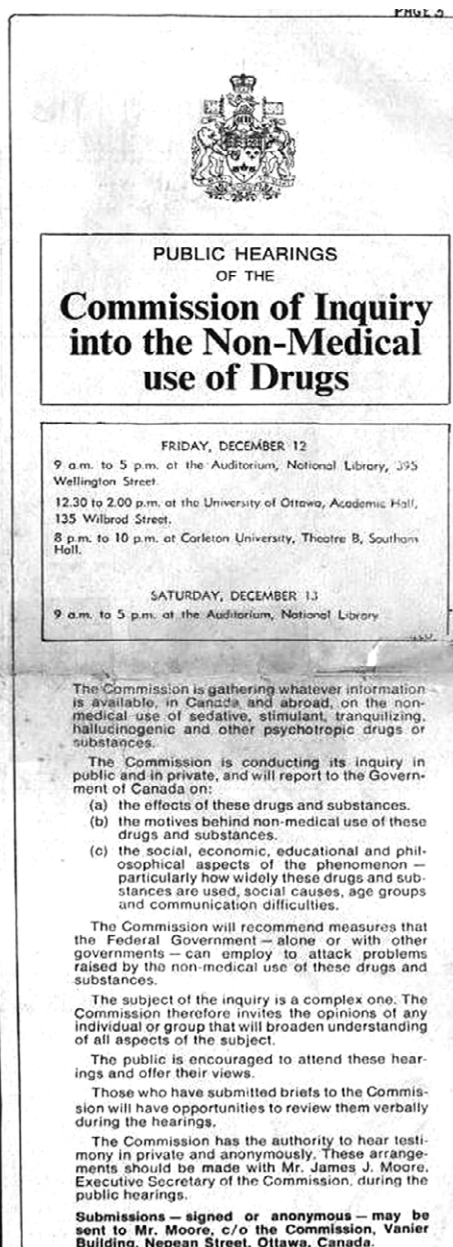 PAGE 5
PUBLIC HEARINGS
OF THE
Commission of Inquiry
into the Non-Medical
use of Drugs
FRIDAY, DECEMBER 12
9 a.m. to 5 p.m. at the Auditorium, National Library, 395
Wellington Street.
12.30 to 2.00 p.m. at the University of Ottawa, Academic Hall,
135 Wilbrod Street.
8 p.m. to 10 p.m. at Carleton University, Theatre B, Southam
Hall.
SATURDAY, DECEMBER 13
9 a.m. to 5 p.m. at the Auditorium, National Library
The Commission is gathering whatever information
is available, in Canada and abroad, on the non-
medical use of sedative, stimulant, tranquilizing,
hallucinogenic and other psychotropic drugs or
substances.
The Commission is conducting its inquiry in
public and in private, and will report to the Govern-
ment of Canada on:
(a) the effects of these drugs and substances.
(b) the motives behind non-medical use of these
drugs and substances.
(c) the social, economic, educational and phil-
osophical aspects of the phenomenon —
particularly how widely these drugs and sub-
stances are used, social causes, age groups
and communication difficulties.
The Commission will recommend measures that
the Federal Government — alone or with other
governments — can employ to attack problems
raised by the non-medical use of these drugs and
substances.
The subject of the inquiry is a complex one. The
Commission therefore invites the opinions of any
individual or group that will broaden understanding
of all aspects of the subject.
The public is encouraged to attend these hear-
ings and offer their views.
Those who have submitted briefs to the Commis-
sion will have opportunities to review them verbally
during the hearings.
The Commission has the authority to hear testi-
mony in private and anonymously. These arrange-
ments should be made with Mr. James J. Moore,
Executive Secretary of the Commission, during the
public hearings.
Submissions — signed or anonymous — may be
sent to Mr. Moore, c/o the Commission, Vanier
Building, Nepean Street, Ottawa, Canada.